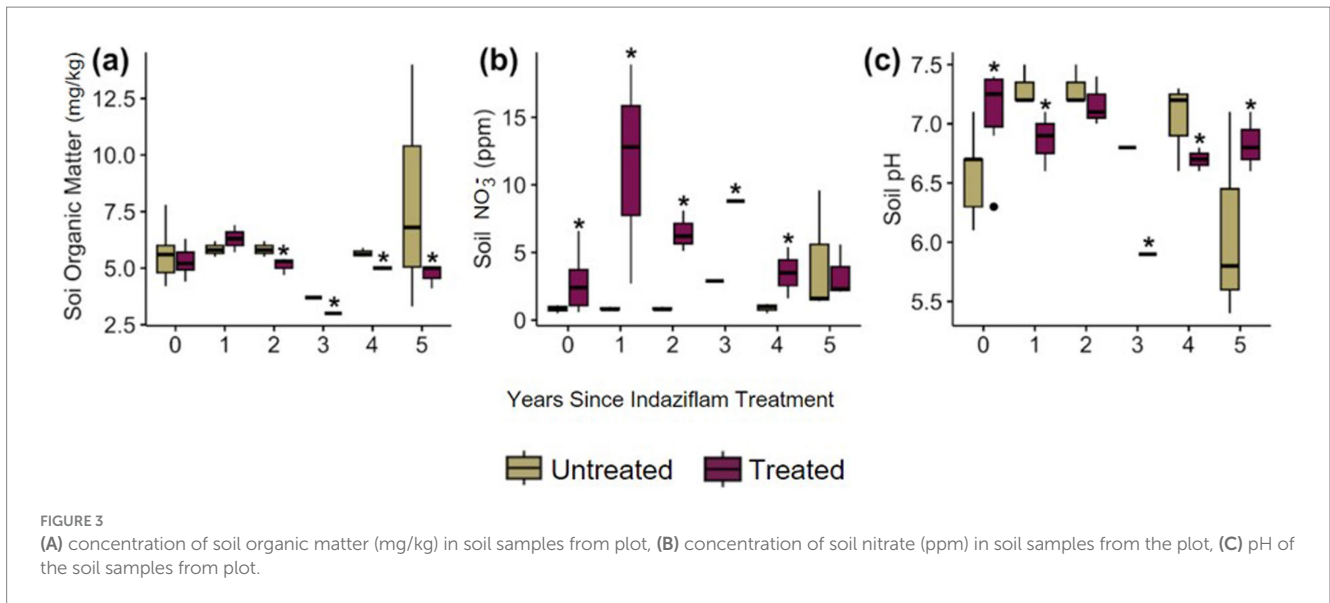 (a)
Soi Organic Matter (mg/kg)
12.5
10.0
7.5
5.0
2.5
* * * *
0 1 2 3 4 5
(b)
Soil NO₃⁻ (ppm)
15
10
5
0
* * * * *
0 1 2 3 4 5
(c)
Soil pH
7.5
7.0
6.5
6.0
5.5
* * * * *
0 1 2 3 4 5
Years Since Indaziflam Treatment
Untreated Treated
FIGURE 3
(A) concentration of soil organic matter (mg/kg) in soil samples from plot, (B) concentration of soil nitrate (ppm) in soil samples from the plot, (C) pH of
the soil samples from plot.